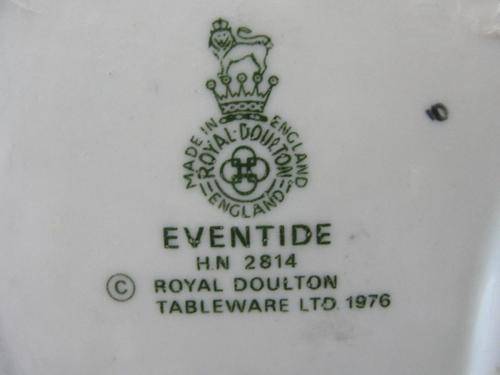 MADE IN ENGLAND
ROYAL·DOULTON
ENGLAND
EVENTIDE
H.N 2814
© ROYAL DOULTON
TABLEWARE LTD. 1976